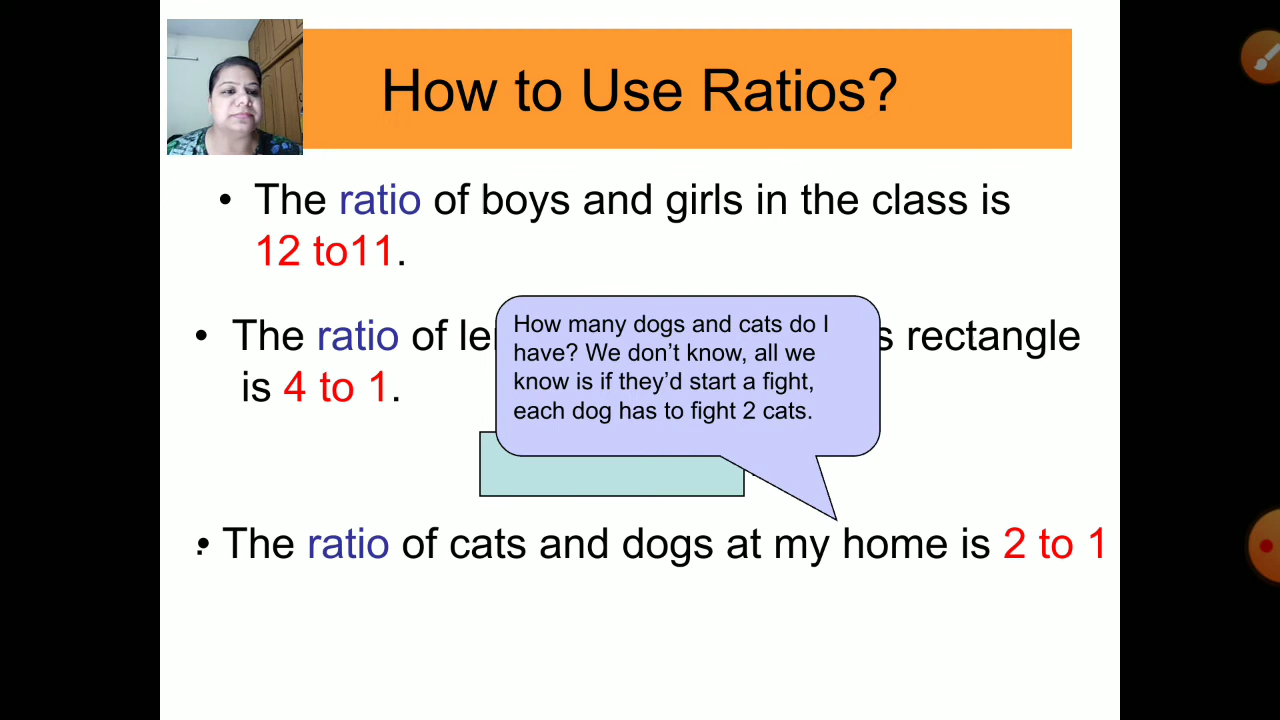 How to Use Ratios?
• The ratio of boys and girls in the class is
12 to11.
• The ratio of
s rectangle
is 4 to 1.
How many dogs and cats do I
have? We don’t know, all we
know is if they’d start a fight,
each dog has to fight 2 cats.
• The ratio of cats and dogs at my home is 2 to 1